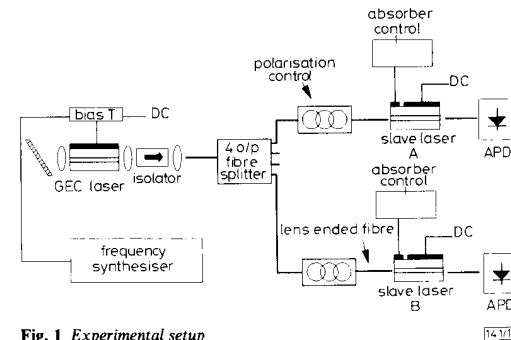 absorber
control
polarisation
control
DC
bias T
DC
slave laser
A
APD
4 o/p
fibre
splitter
GEC laser
isolator
absorber
control
lens ended fibre
DC
frequency
synthesiser
slave laser
B
APD
Fig. 1 Experimental setup